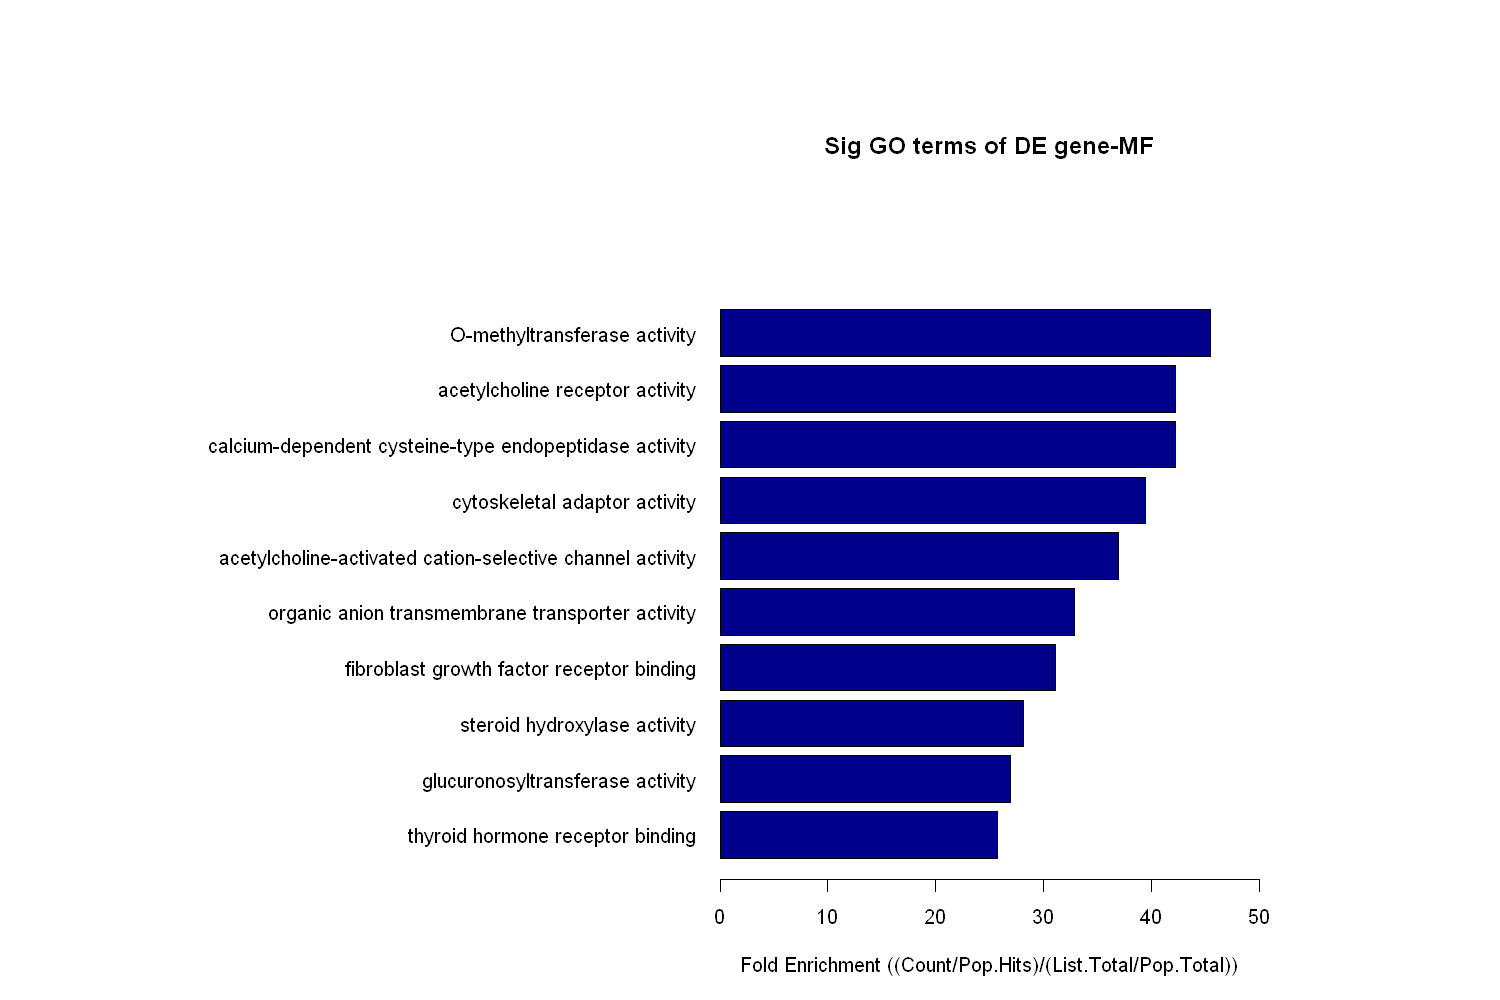 Sig GO terms of DE gene-MF
O-methyltransferase activity
acetylcholine receptor activity
calcium-dependent cysteine-type endopeptidase activity
cytoskeletal adaptor activity
acetylcholine-activated cation-selective channel activity
organic anion transmembrane transporter activity
fibroblast growth factor receptor binding
steroid hydroxylase activity
glucuronosyltransferase activity
thyroid hormone receptor binding
0 10 20 30 40 50
Fold Enrichment ((Count/Pop.Hits)/(List.Total/Pop.Total))